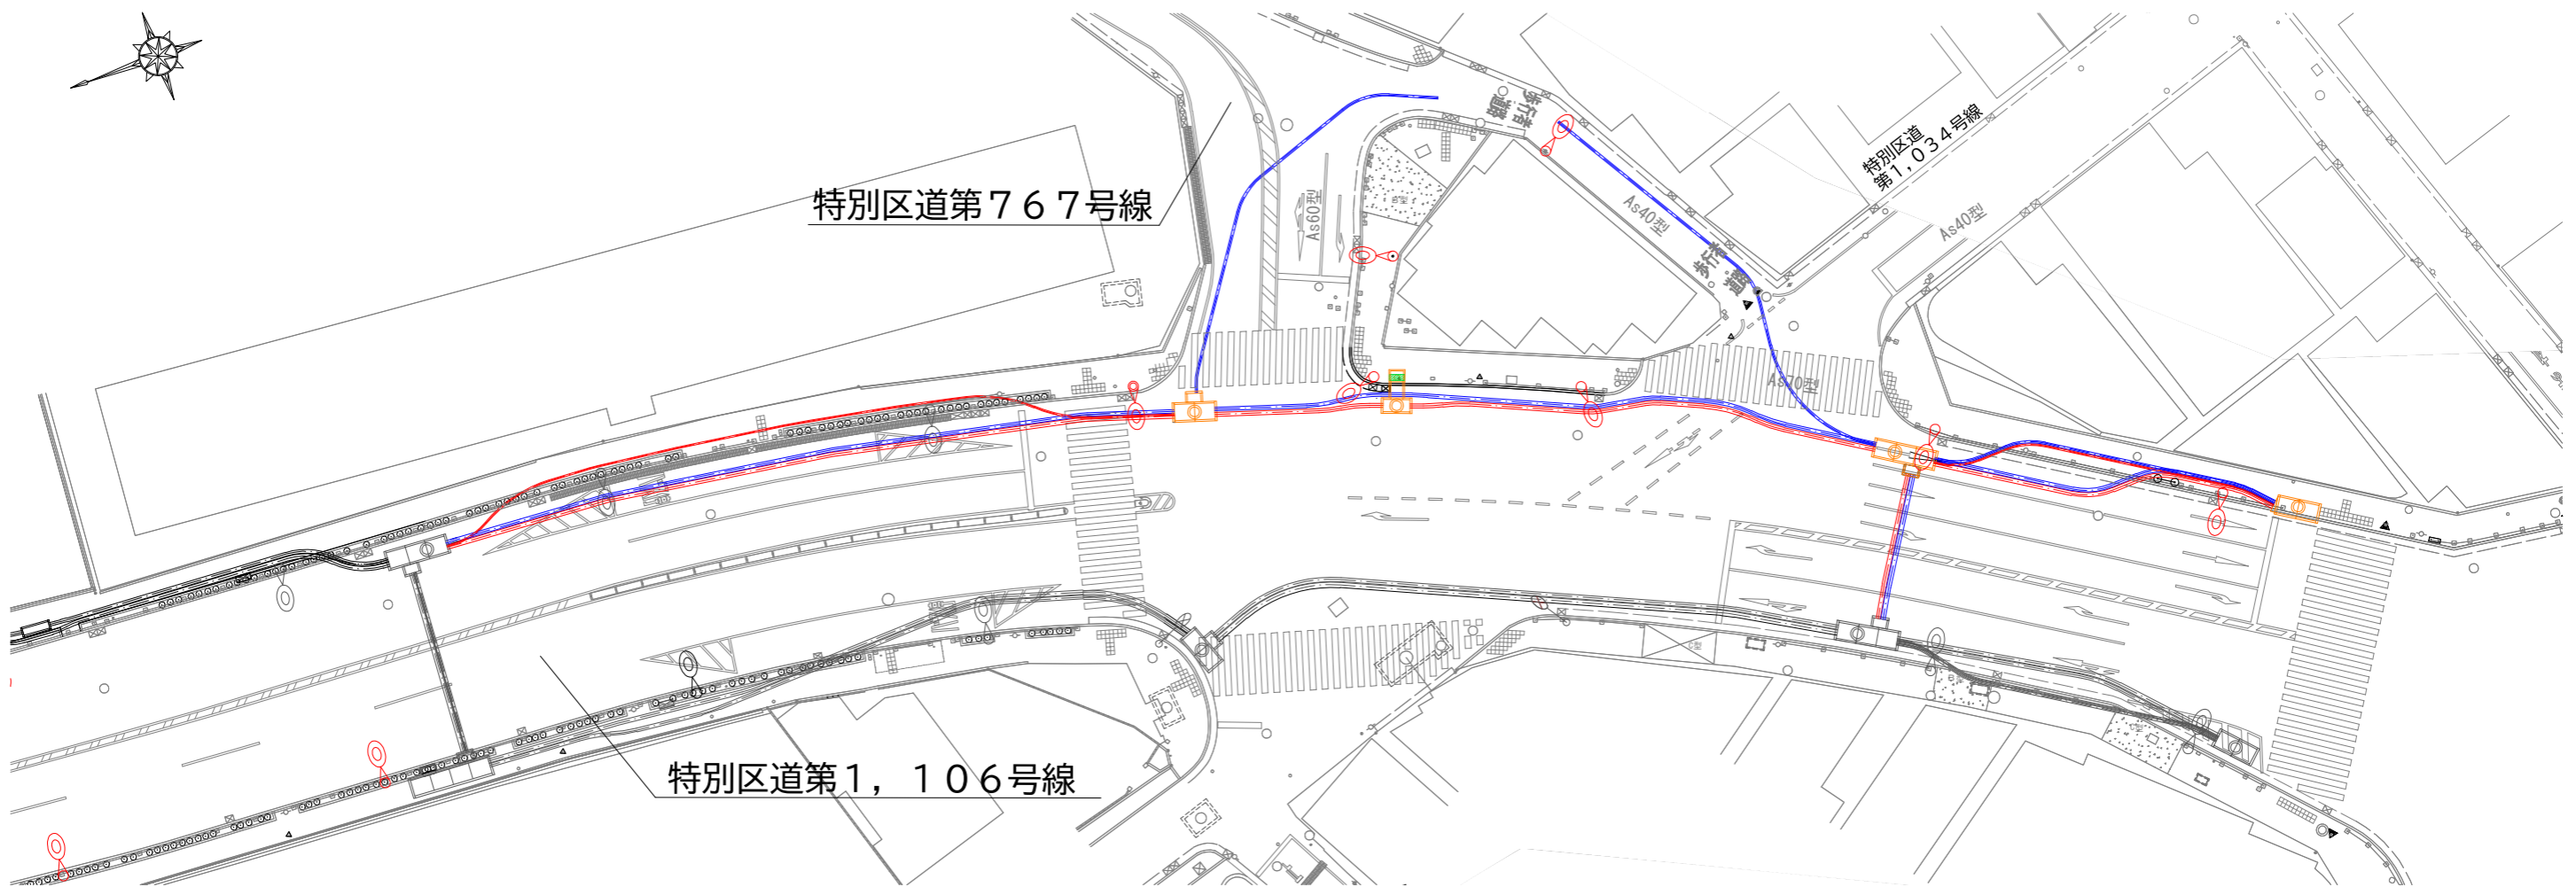 歩行者
道路
特別区道
第1,034号線
特別区道第767号線
As60型
As40型
As40型
歩行者
道路
As70型
特別区道第1,106号線